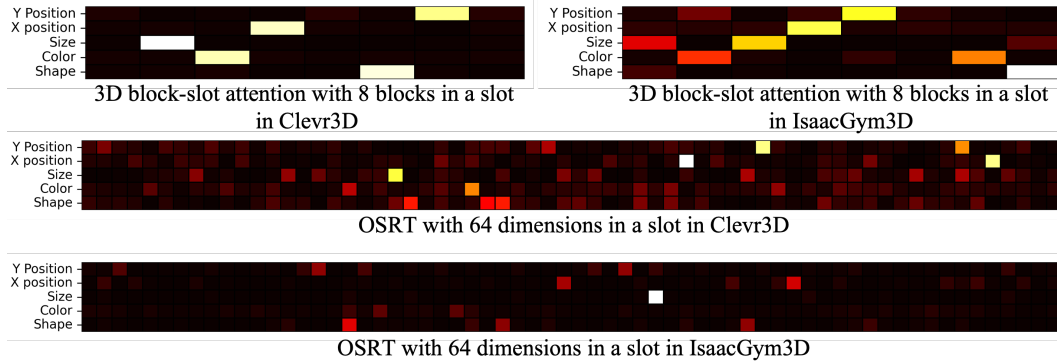 Y Position
X position
Size
Color
Shape
3D block-slot attention with 8 blocks in a slot
in Clevr3D
Y Position
X position
Size
Color
Shape
3D block-slot attention with 8 blocks in a slot
in IsaacGym3D
Y Position
X position
Size
Color
Shape
OSRT with 64 dimensions in a slot in Clevr3D
Y Position
X position
Size
Color
Shape
OSRT with 64 dimensions in a slot in IsaacGym3D